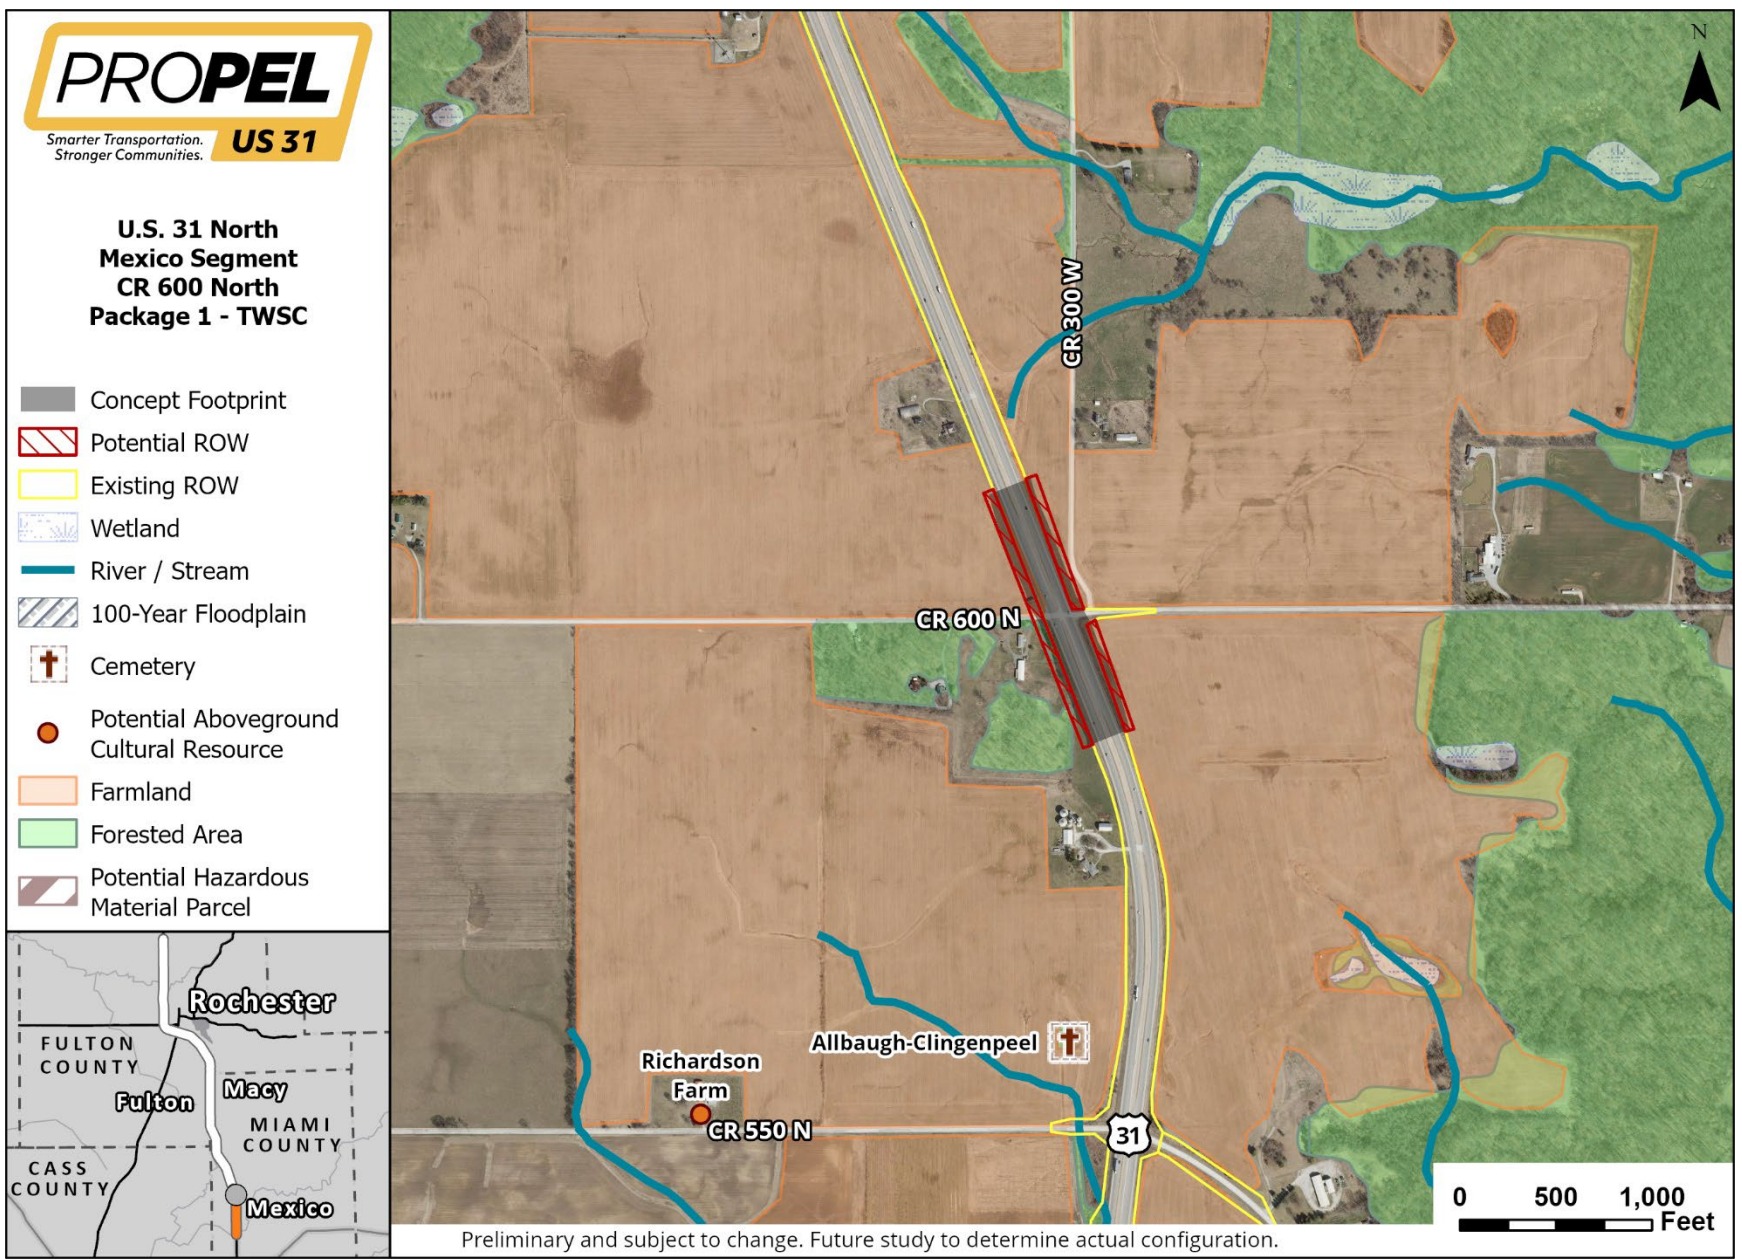 PROPEL
Smarter Transportation.
Stronger Communities.
US 31
U.S. 31 North
Mexico Segment
CR 600 North
Package 1 - TWSC
Concept Footprint
Potential ROW
Existing ROW
Wetland
River / Stream
100-Year Floodplain
Cemetery
Potential Aboveground
Cultural Resource
Farmland
Forested Area
Potential Hazardous
Material Parcel
Rochester
FULTON
COUNTY
Fulton
Macy
MIAMI
COUNTY
CASS
COUNTY
Mexico
N
CR 300 W
CR 600 N
Allbaugh-Clingenpeel
Richardson
Farm
CR 550 N
31
0 500 1,000
Feet
Preliminary and subject to change. Future study to determine actual configuration.